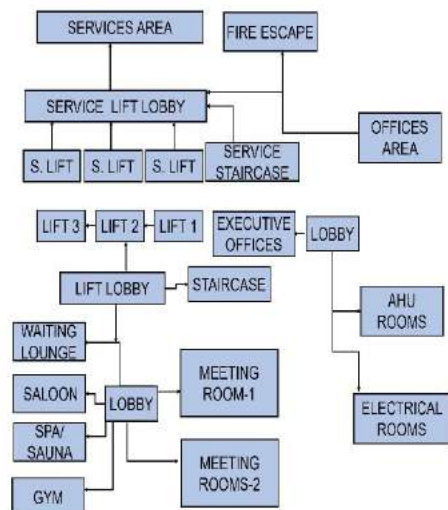 SERVICES AREA
FIRE ESCAPE
SERVICE LIFT LOBBY
OFFICES
AREA
S. LIFT
S. LIFT
S. LIFT
SERVICE
STAIRCASE
LIFT 3
LIFT 2
LIFT 1
EXECUTIVE
OFFICES
LOBBY
LIFT LOBBY
STAIRCASE
AHU
ROOMS
WAITING
LOUNGE
SALOON
LOBBY
MEETING
ROOM-1
ELECTRICAL
ROOMS
SPA/
SAUNA
MEETING
ROOMS-2
GYM